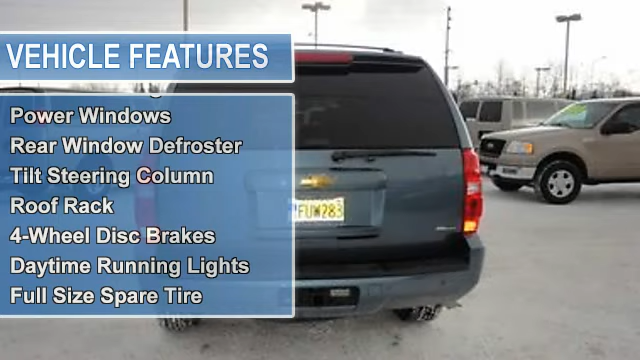 VEHICLE FEATURES
Power Windows
Rear Window Defroster
Tilt Steering Column
Roof Rack
4-Wheel Disc Brakes
Daytime Running Lights
Full Size Spare Tire
FUW283